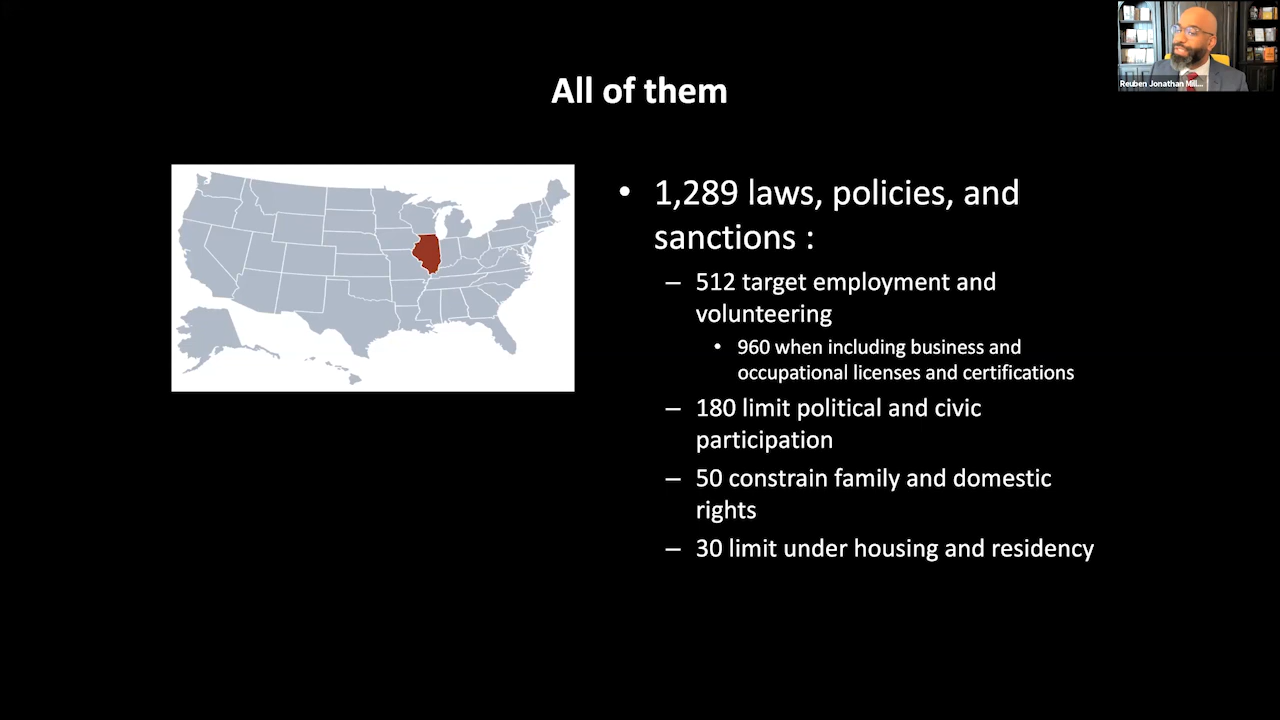 Reuben Jonathan Mil...
All of them
• 1,289 laws, policies, and
sanctions :
– 512 target employment and
volunteering
• 960 when including business and
occupational licenses and certifications
– 180 limit political and civic
participation
– 50 constrain family and domestic
rights
– 30 limit under housing and residency